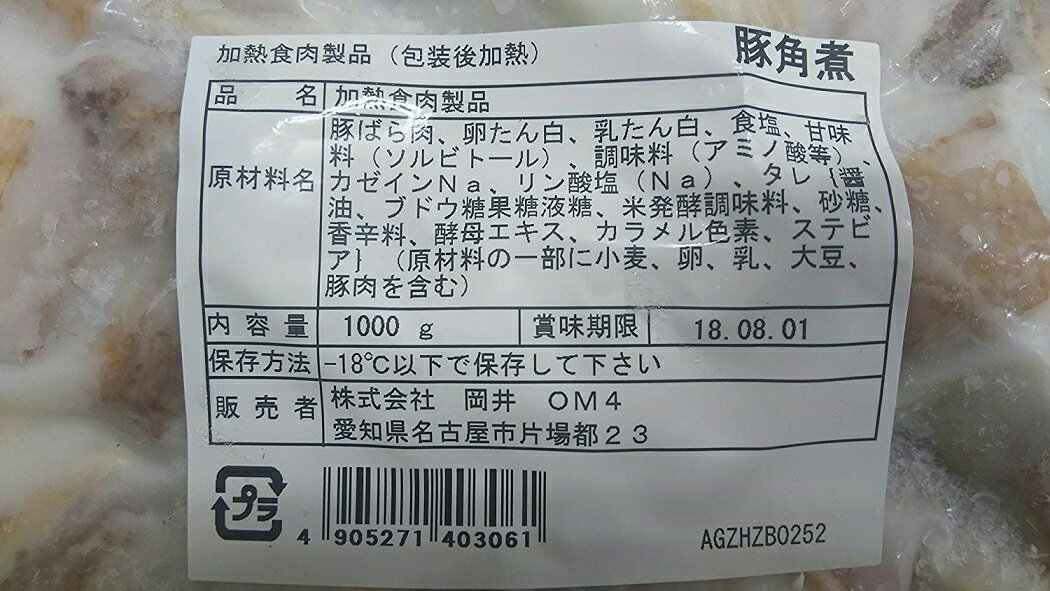 加熱食肉製品（包装後加熱）
豚角煮
品名 加熱食肉製品
原材料名
豚ばら肉、卵たん白、乳たん白、食塩、甘味
料（ソルビトール）、調味料（アミノ酸等）、
カゼインNa、リン酸塩（Na）、タレ{醤
油、ブドウ糖果糖液糖、米発酵調味料、砂糖、
香辛料、酵母エキス、カラメル色素、ステビ
ア}（原材料の一部に小麦、卵、乳、大豆、
豚肉を含む）
内容量 1000 g 賞味期限 18.08.01
保存方法 -18℃以下で保存して下さい
販売者
株式会社 岡井 OM4
愛知県名古屋市片場都23
プラ
4 905271 403061
AGZHZB0252